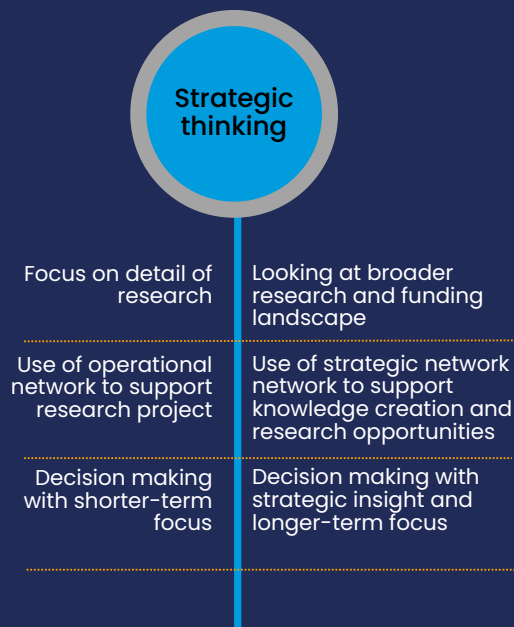 Strategic
thinking
Focus on detail of
research
Looking at broader
research and funding
landscape
Use of operational
network to support
research project
Use of strategic network
network to support
knowledge creation and
research opportunities
Decision making
with shorter-term
focus
Decision making with
strategic insight and
longer-term focus